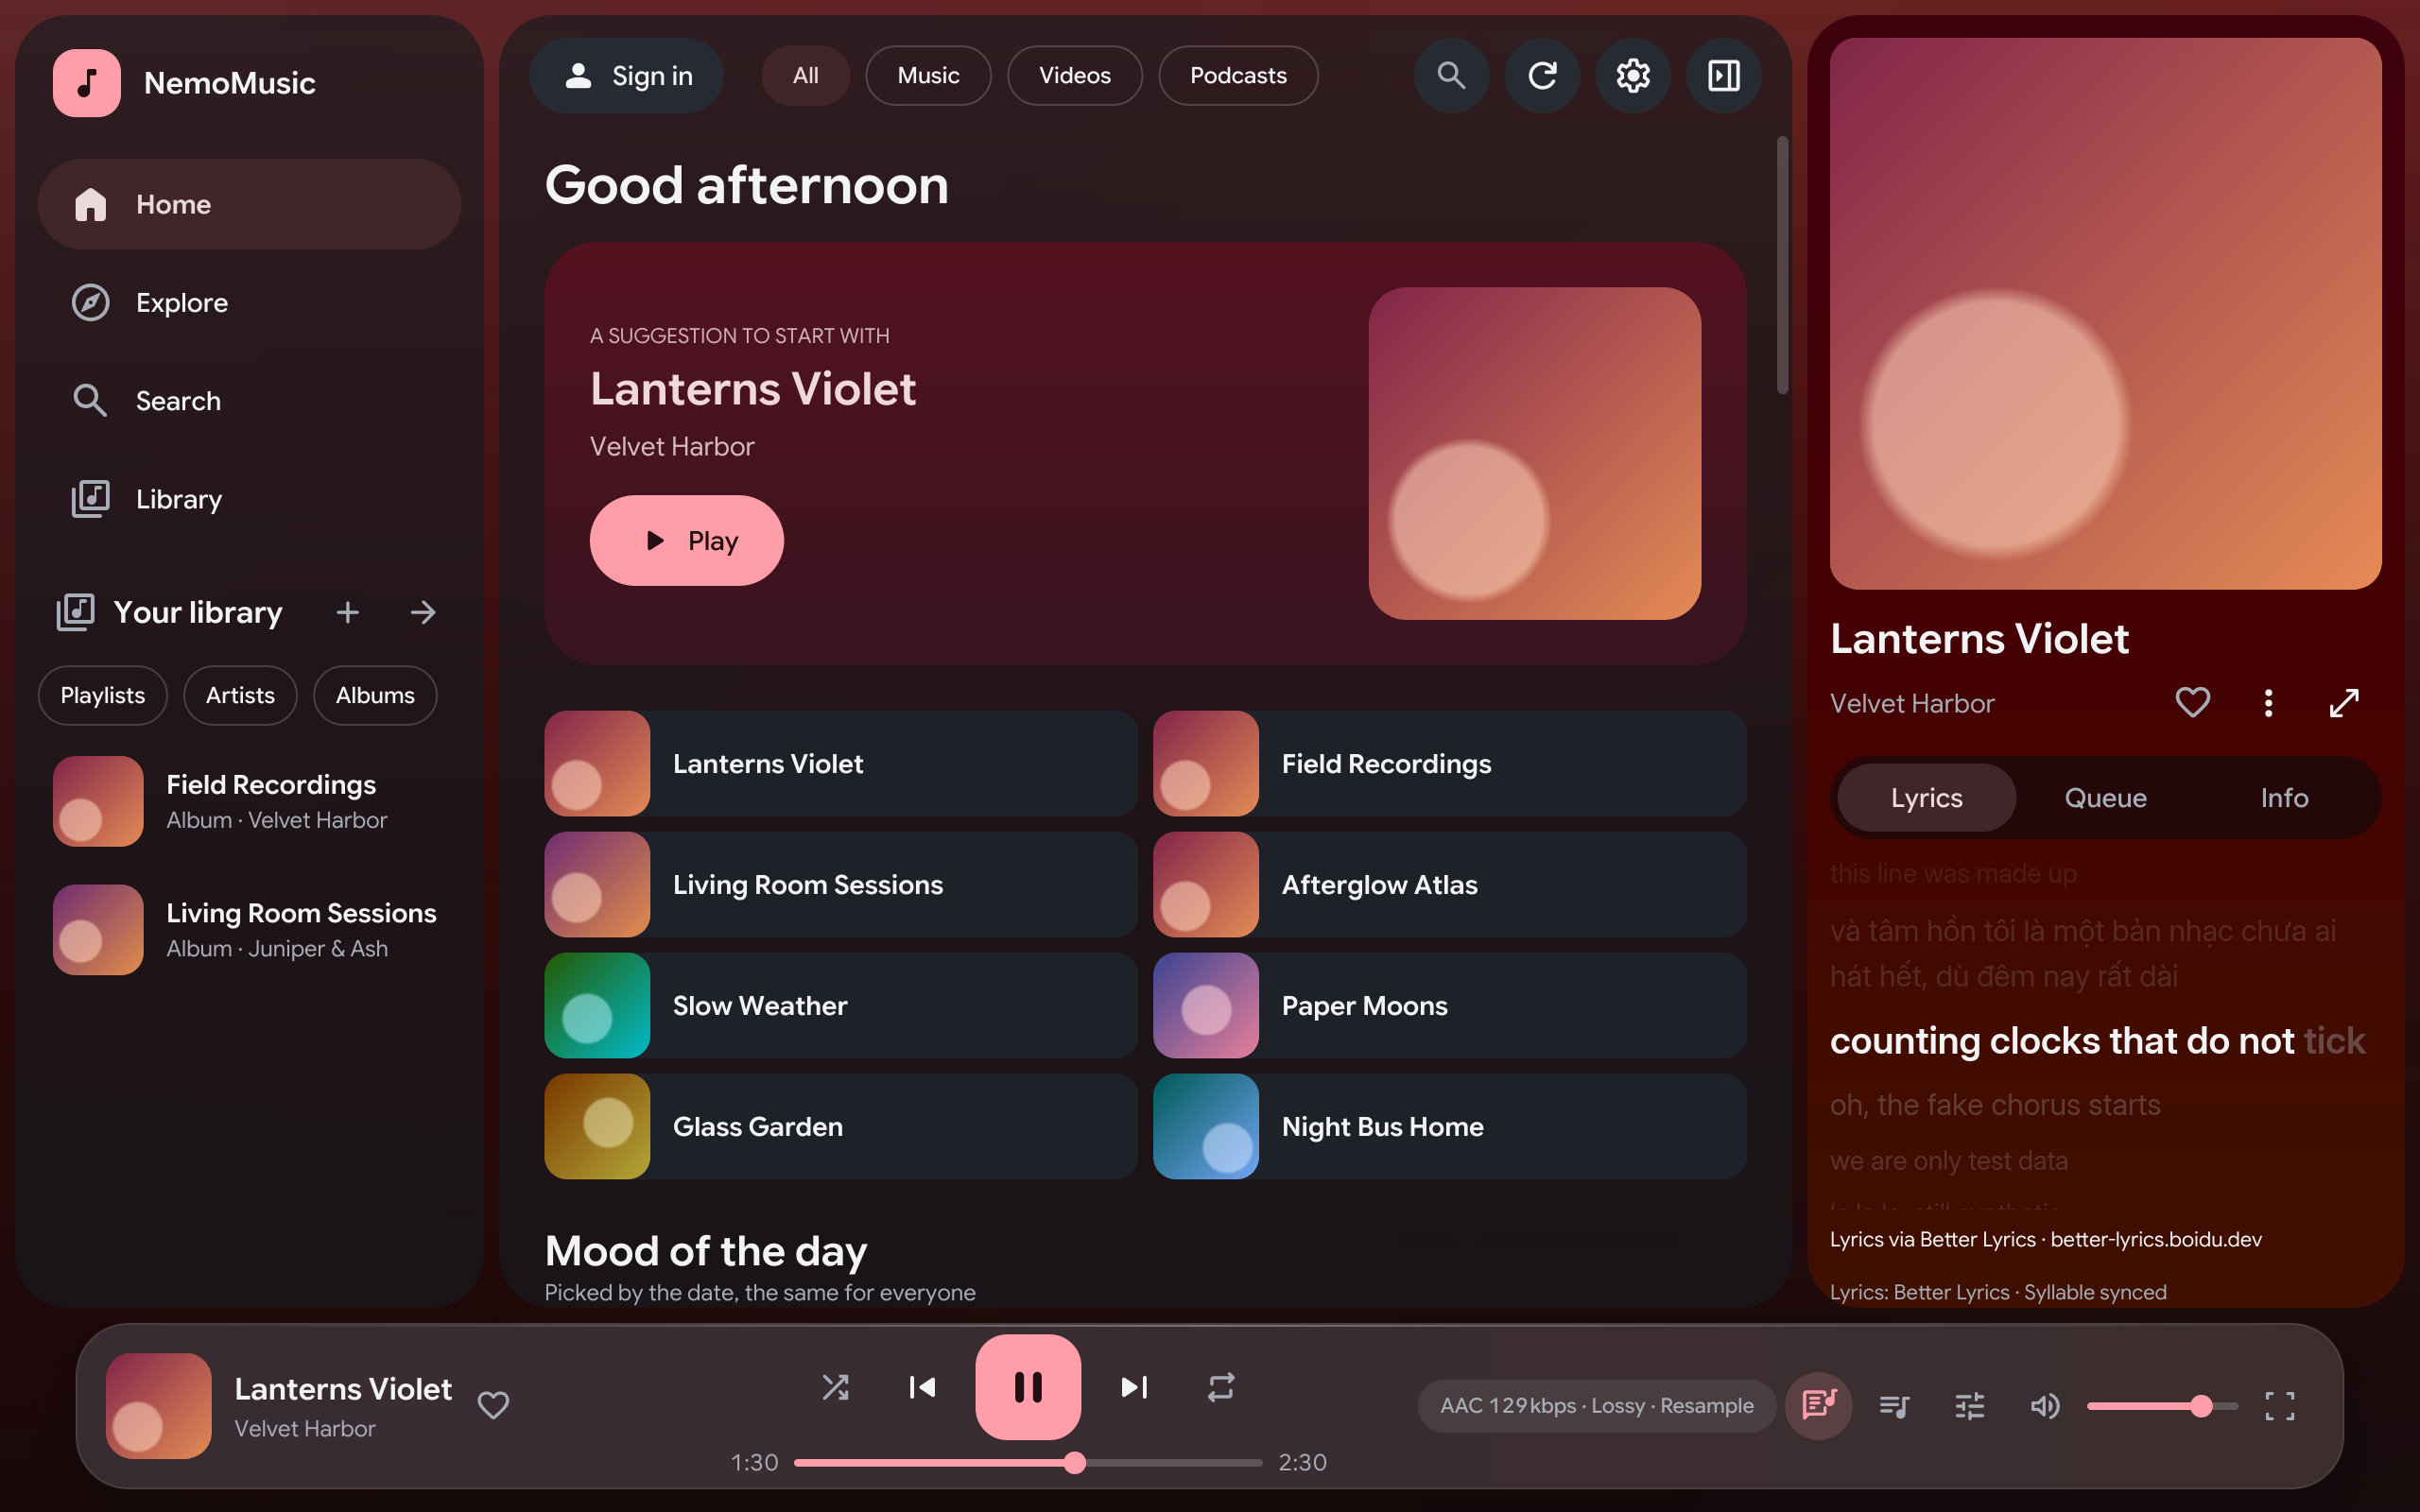 NemoMusic
Home
Explore
Search
Library
Your library
Playlists
Artists
Albums
Field Recordings
Album · Velvet Harbor
Living Room Sessions
Album · Juniper & Ash
Sign in
All
Music
Videos
Podcasts
Good afternoon
A SUGGESTION TO START WITH
Lanterns Violet
Velvet Harbor
Play
Lanterns Violet
Field Recordings
Living Room Sessions
Afterglow Atlas
Slow Weather
Paper Moons
Glass Garden
Night Bus Home
Mood of the day
Picked by the date, the same for everyone
Lanterns Violet
Velvet Harbor
Lyrics
Queue
Info
this line was made up
và tâm hồn tôi là một bản nhạc chưa ai
hát hết, dù đêm nay rất dài
counting clocks that do not tick
oh, the fake chorus starts
we are only test data
Lyrics via Better Lyrics · better-lyrics.boidu.dev
Lyrics: Better Lyrics · Syllable synced
Lanterns Violet
Velvet Harbor
1:30
2:30
AAC 129 kbps · Lossy · Resample